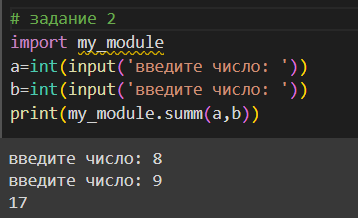 # задание 2
import my_module
a=int(input('введите число: '))
b=int(input('введите число: '))
print(my_module.summ(a,b))
введите число: 8
введите число: 9
17